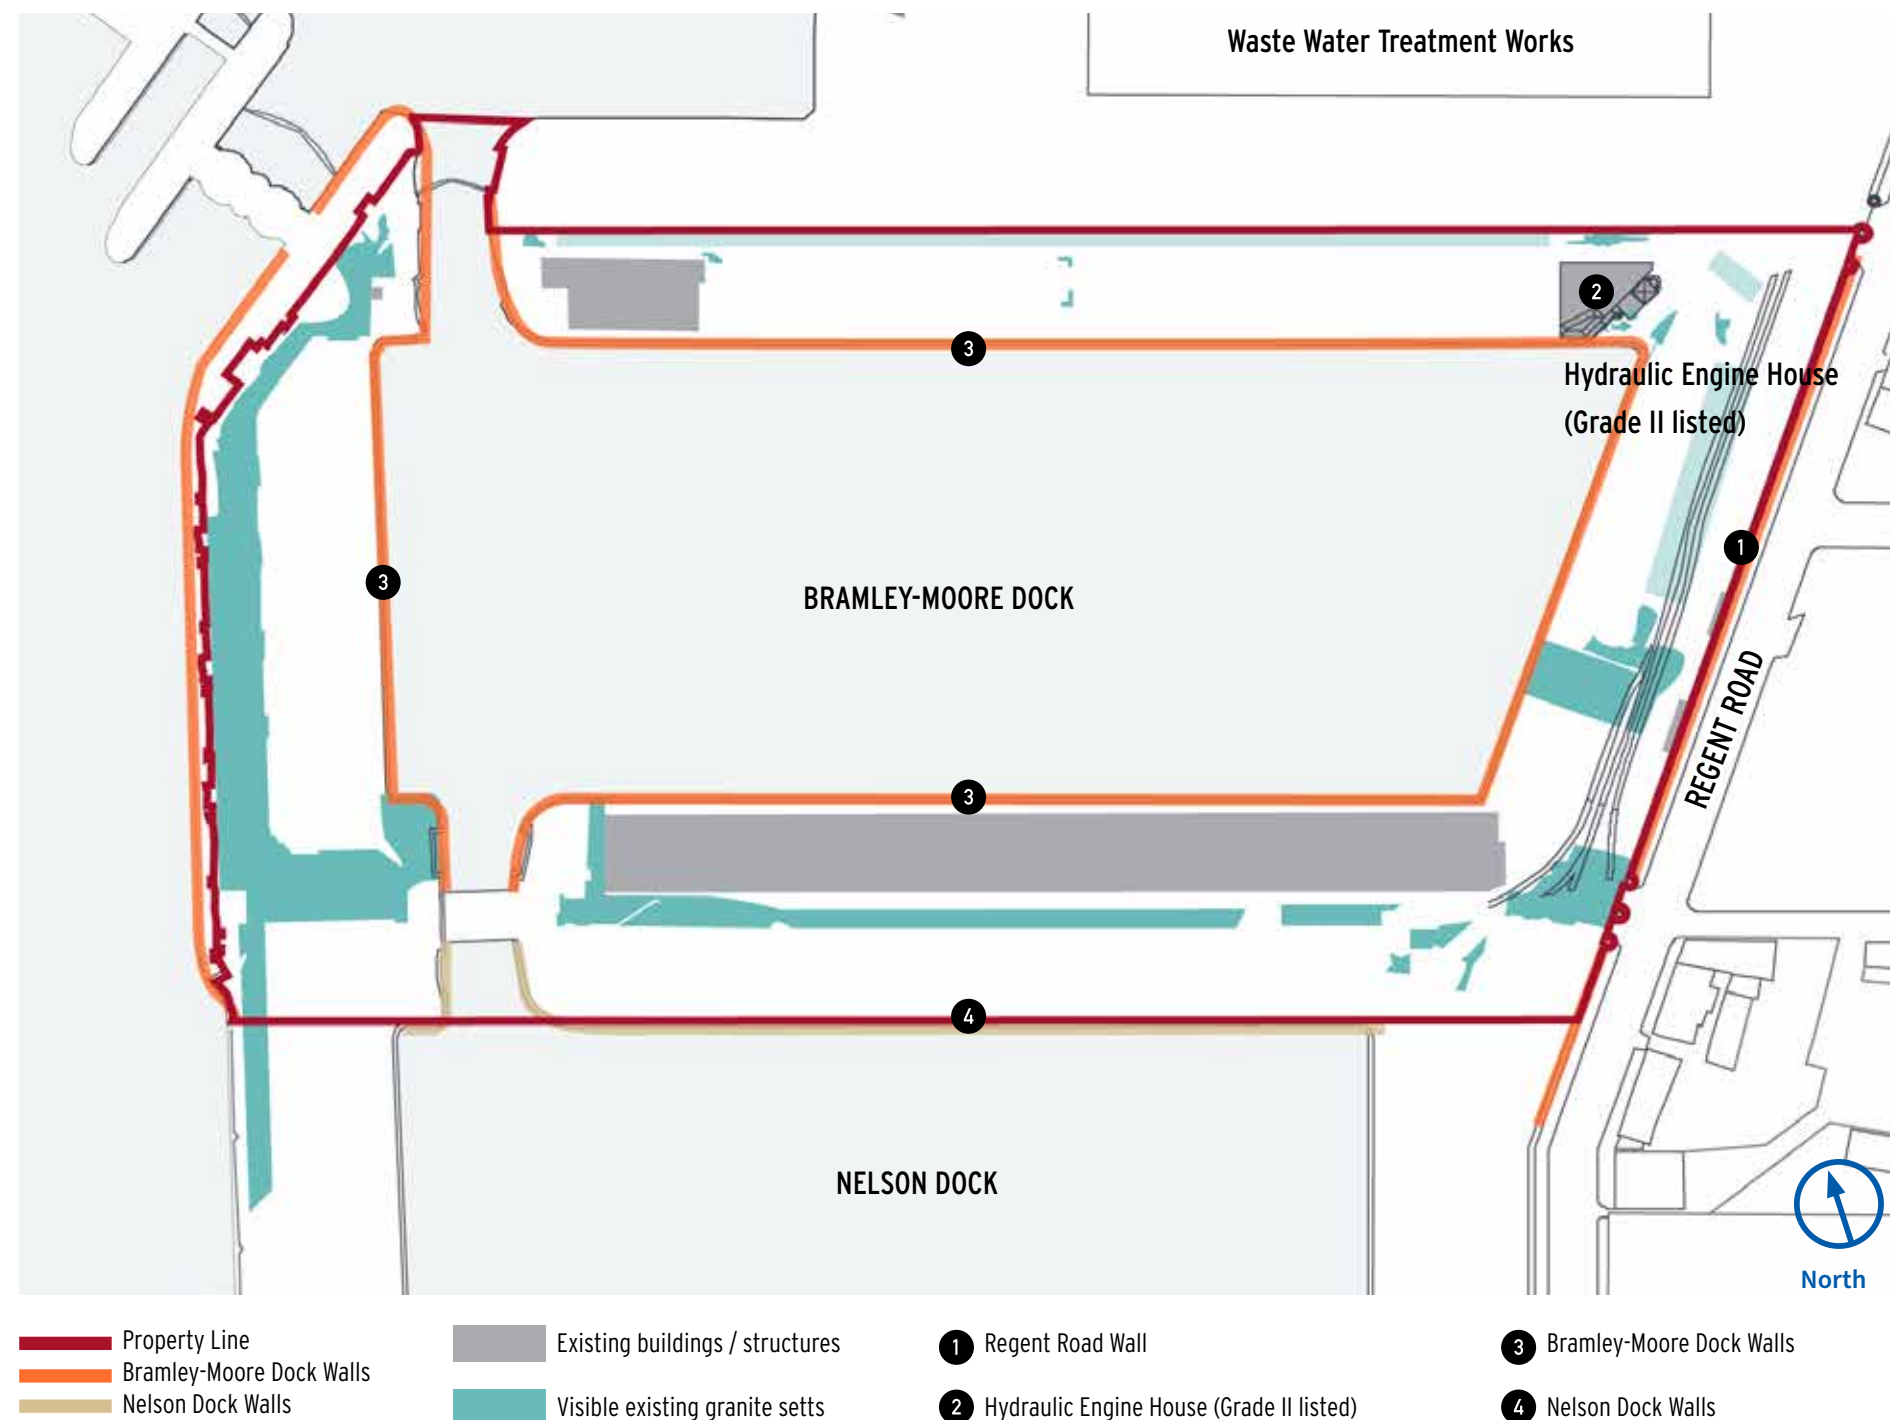 Waste Water Treatment Works
2
3
Hydraulic Engine House
(Grade II listed)
1
3
BRAMLEY-MOORE DOCK
REGENT ROAD
3
4
NELSON DOCK
North
Property Line
Bramley-Moore Dock Walls
Nelson Dock Walls
Existing buildings / structures
Visible existing granite setts
1 Regent Road Wall
2 Hydraulic Engine House (Grade II listed)
3 Bramley-Moore Dock Walls
4 Nelson Dock Walls